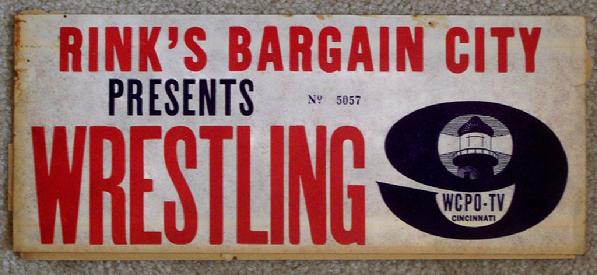 RINK'S BARGAIN CITY
PRESENTS
Nº 5057
WRESTLING
9
WCPO-TV
CINCINNATI